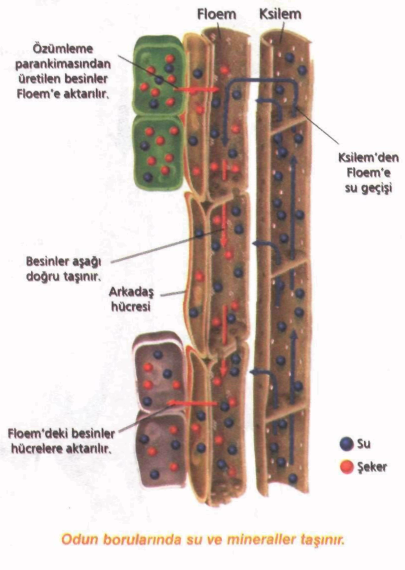 Floem
Ksilem
Özümleme
parankimasından
üretilen besinler
Floem'e aktarılır.
Ksilem'den
Floem'e
su geçişi
Besinler aşağı
doğru taşınır.
Arkadaş
hücresi
Floem'deki besinler
hücrelere aktarılır.
Su
Şeker
Odun borularında su ve mineraller taşınır.